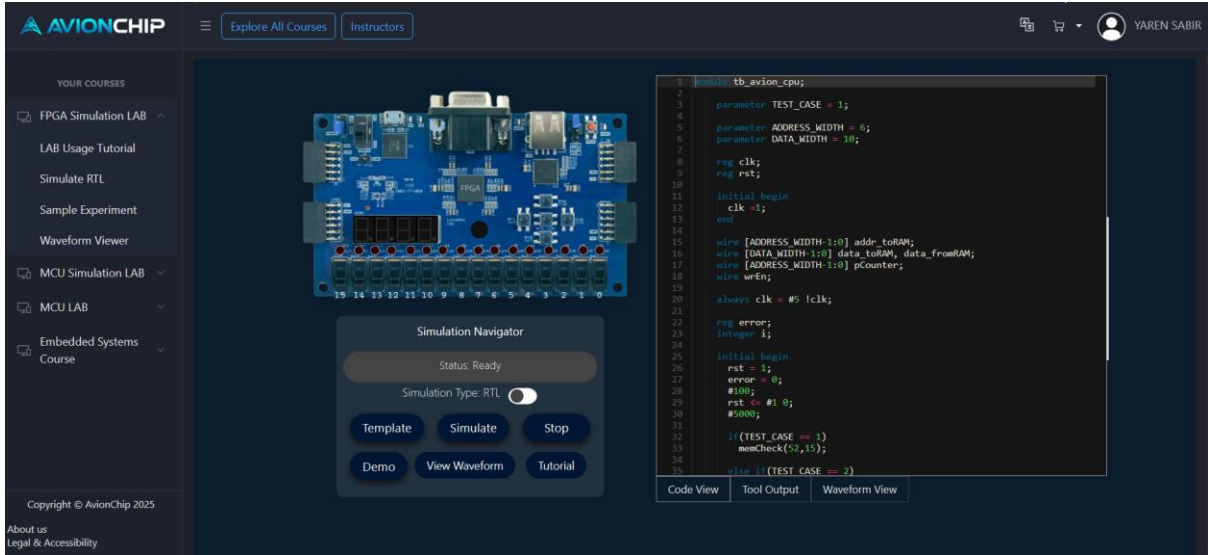 AVIONCHIP
Explore All Courses
Instructors
YAREN SABIR
YOUR COURSES
FPGA Simulation LAB
LAB Usage Tutorial
Simulate RTL
Sample Experiment
Waveform Viewer
MCU Simulation LAB
MCU LAB
Embedded Systems
Course
Copyright © AvionChip 2025
About us
Legal & Accessibility
FPGA
15 14 13 12 11 10 9 8 7 6 5 4 3 2 1 0
Simulation Navigator
Status: Ready
Simulation Type: RTL
Template
Simulate
Stop
Demo
View Waveform
Tutorial
1 module tb_avion_cpu;
2
3 parameter TEST_CASE = 1;
4
5 parameter ADDRESS_WIDTH = 6;
6 parameter DATA_WIDTH = 10;
7
8 reg clk;
9 reg rst;
10
11 initial begin
12 clk =1;
13 end
14
15 wire [ADDRESS_WIDTH-1:0] addr_toRAM;
16 wire [DATA_WIDTH-1:0] data_toRAM, data_fromRAM;
17 wire [ADDRESS_WIDTH-1:0] pCounter;
18 wire wrEn;
19
20 always clk = #5 !clk;
21
22 reg error;
23 integer i;
24
25 initial begin
26 rst = 1;
27 error = 0;
28 #100;
29 rst <= #1 0;
30 #5000;
31
32 if(TEST_CASE == 1)
33 memCheck(52,15);
34
35 else if(TEST_CASE == 2)
Code View
Tool Output
Waveform View